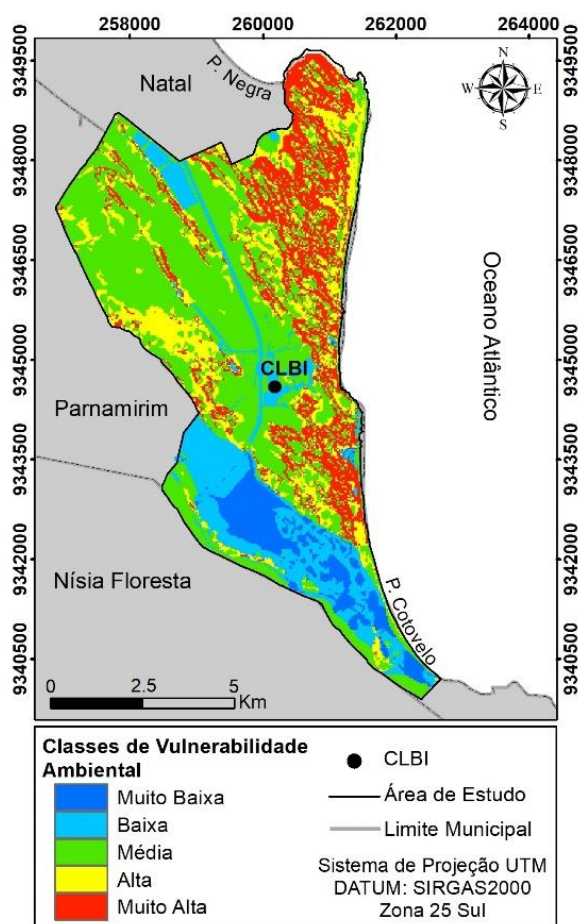 258000
260000
262000
264000
9349500
9348000
9346500
9345000
9343500
9342000
9340500
9349500
9348000
9346500
9345000
9343500
9342000
9340500
Natal
P. Negra
N
W
E
S
Oceano Atlântico
CLBI
Parnamirim
Nísia Floresta
P. Cotovelo
0
2.5
5
Km
Classes de Vulnerabilidade
Ambiental
Muito Baixa
Baixa
Média
Alta
Muito Alta
CLBI
Área de Estudo
Limite Municipal
Sistema de Projeção UTM
DATUM: SIRGAS2000
Zona 25 Sul